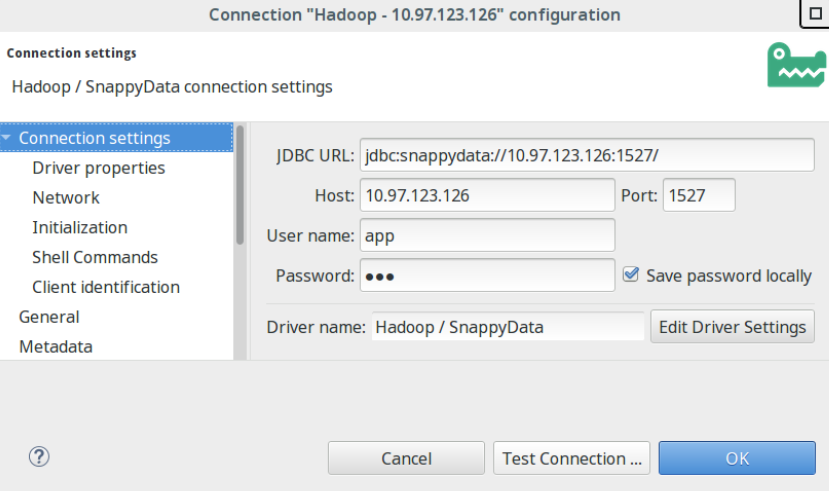 Connection "Hadoop - 10.97.123.126" configuration
Connection settings
Hadoop / SnappyData connection settings
Connection settings
Driver properties
Network
Initialization
Shell Commands
Client identification
General
Metadata
JDBC URL: jdbc:snappydata://10.97.123.126:1527/
Host: 10.97.123.126 Port: 1527
User name: app
Password: ●●● Save password locally
Driver name: Hadoop / SnappyData Edit Driver Settings
? Cancel Test Connection ... OK